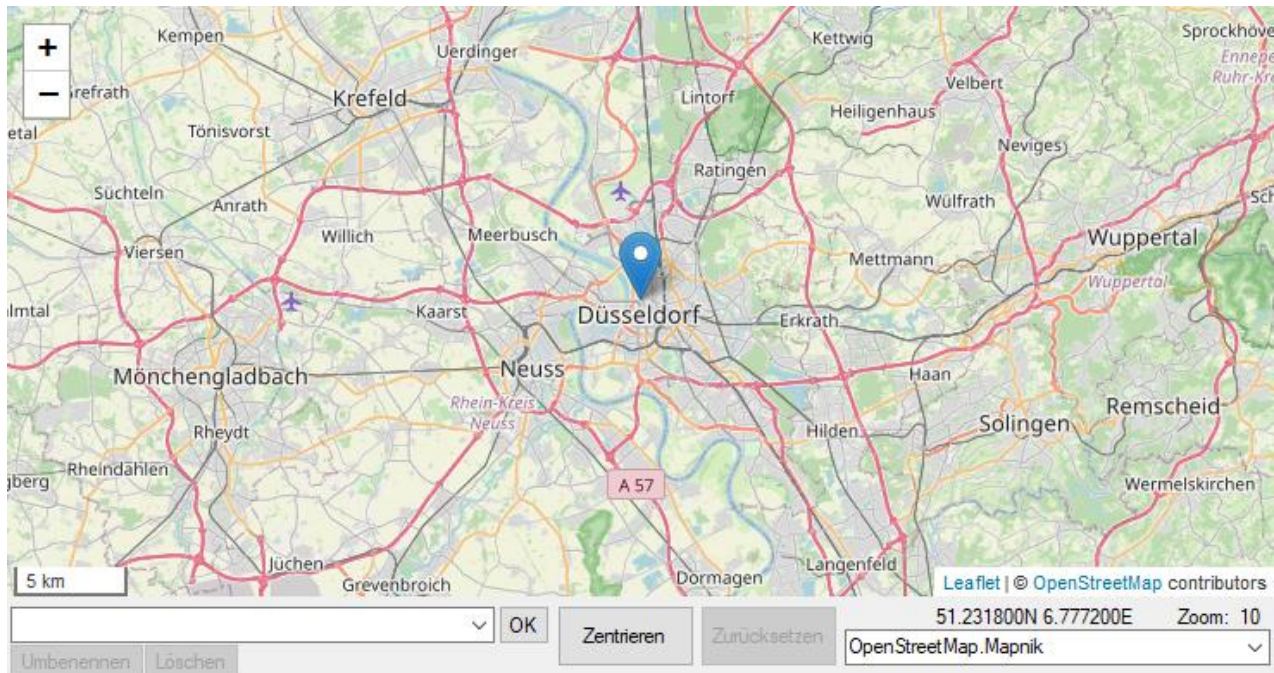 +
−
Kempen
Uerdinger
Kettwig
Sprockhöve
Ennepe
Ruhr-Kre
Velbert
refrath
Krefeld
Lintorf
Heiligenhaus
etal
Tönisvorst
Neviges
Ratingen
Süchteln
Anrath
Wülfrath
Sch
Willich
Meerbusch
Wuppertal
Viersen
Mettmann
Wuppertal
lmtal
Kaarst
Düsseldorf
Erkrath
Mönchengladbach
Neuss
Haan
Rhein-Kreis
Neuss
Remscheid
Rheydt
Hilden
Solingen
Rheindahlen
gberg
A 57
Wermelskirchen
Jüchen
Grevenbroich
Dormagen
Langenfeld
5 km
Leaflet | © OpenStreetMap contributors
OK
Zentrieren
Zurücksetzen
51.231800N 6.777200E Zoom: 10
OpenStreetMap.Mapnik
Umbenennen Löschen